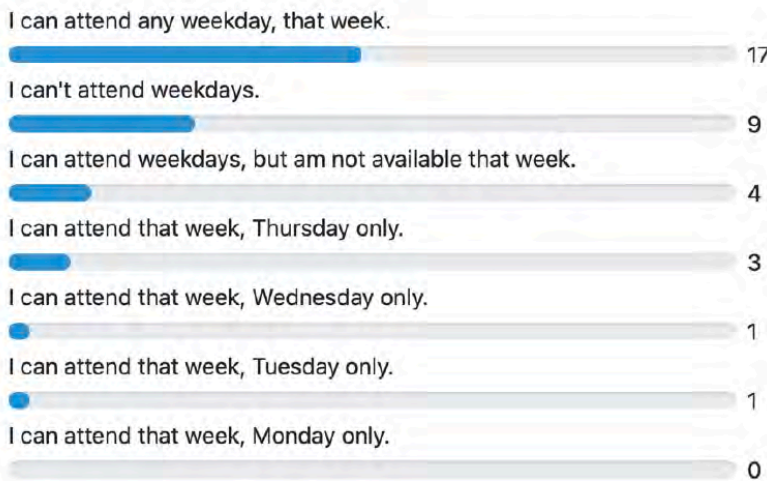 I can attend any weekday, that week.
17
I can't attend weekdays.
9
I can attend weekdays, but am not available that week.
4
I can attend that week, Thursday only.
3
I can attend that week, Wednesday only.
1
I can attend that week, Tuesday only.
1
I can attend that week, Monday only.
0